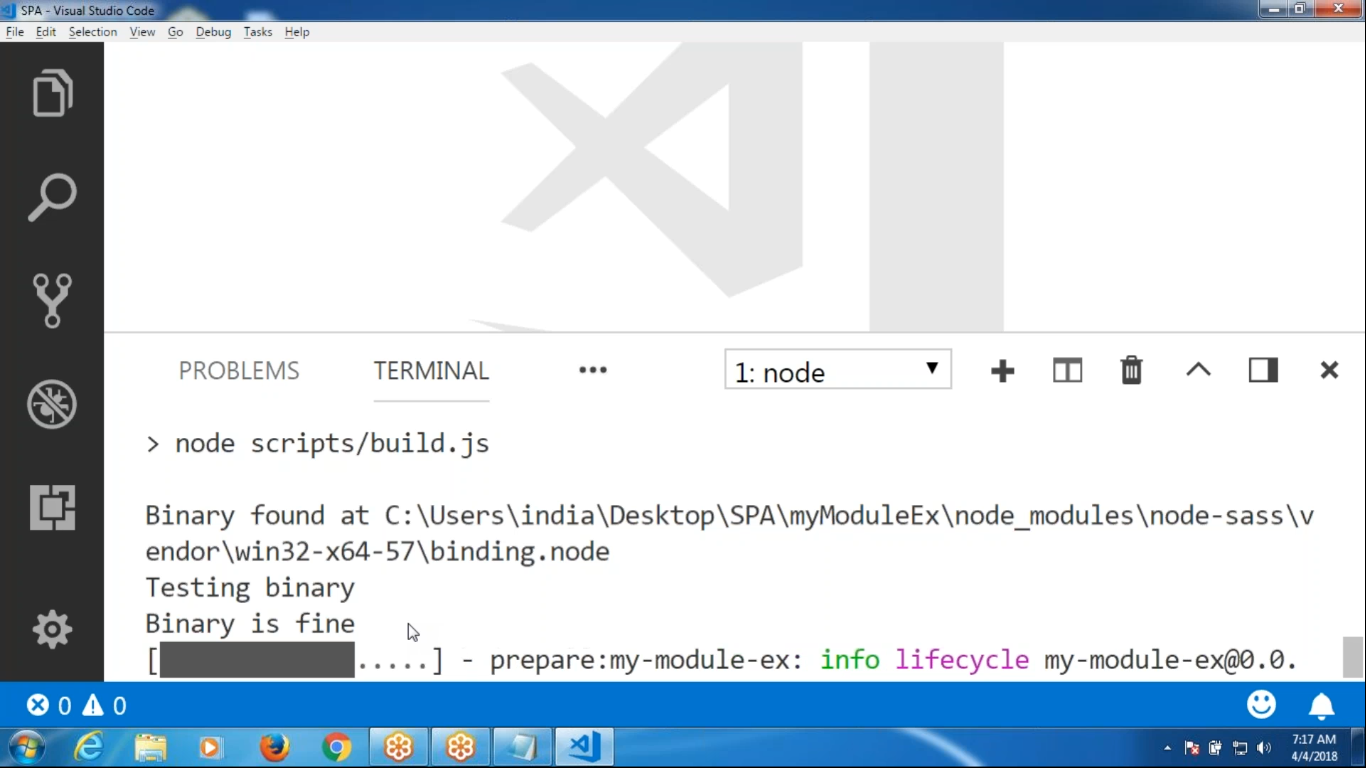 SPA - Visual Studio Code
File Edit Selection View Go Debug Tasks Help
PROBLEMS TERMINAL ••• 1: node
> node scripts/build.js
Binary found at C:\Users\india\Desktop\SPA\myModuleEx\node_modules\node-sass\v
endor\win32-x64-57\binding.node
Testing binary
Binary is fine
[.....] - prepare:my-module-ex: info lifecycle my-module-ex@0.0.
0 0
7:17 AM
4/4/2018